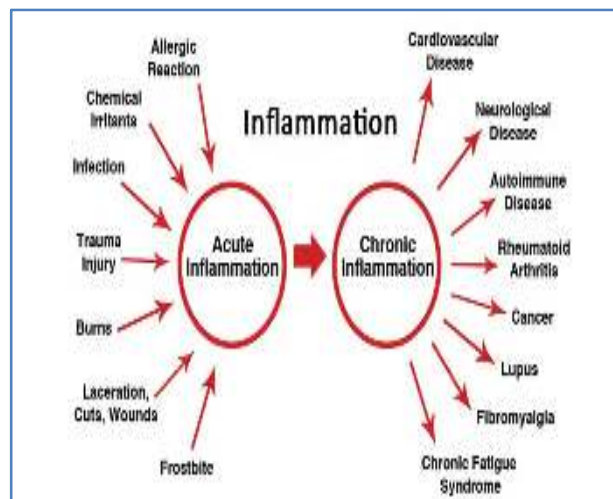 Inflammation
Allergic
Reaction
Chemical
Irritants
Infection
Trauma
Injury
Burns
Laceration,
Cuts, Wounds
Frostbite
Acute
Inflammation
Chronic
Inflammation
Cardiovascular
Disease
Neurological
Disease
Autoimmune
Disease
Rheumatoid
Arthritis
Cancer
Lupus
Fibromyalgia
Chronic Fatigue
Syndrome